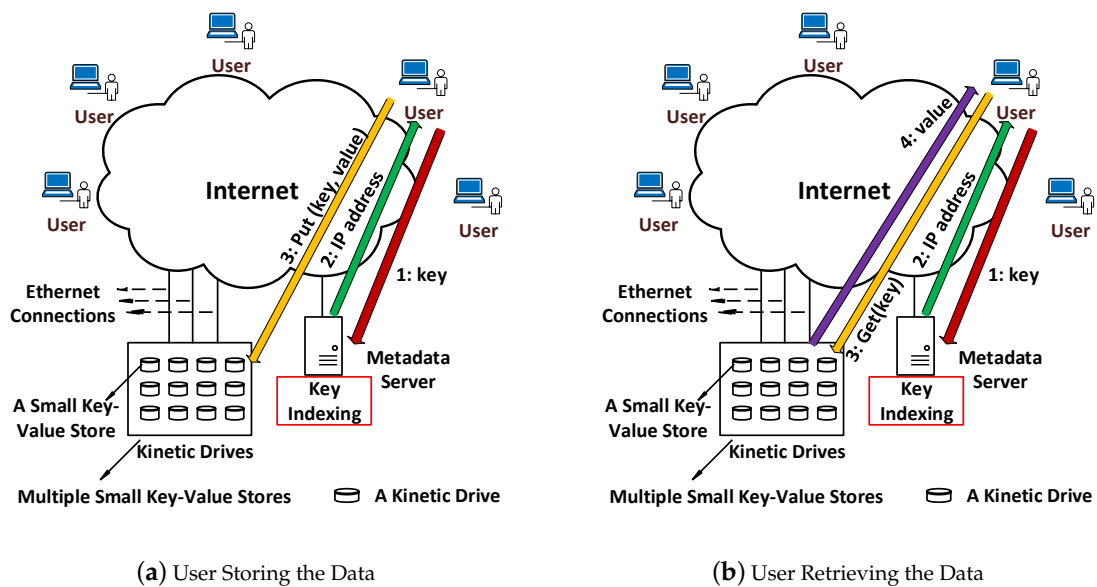 User
User
User
User
User
Internet
3: Put (key, value)
2: IP address
1: key
Ethernet
Connections
Metadata
Server
Key
Indexing
A Small Key-
Value Store
Kinetic Drives
Multiple Small Key-Value Stores
A Kinetic Drive
(a) User Storing the Data
User
User
User
User
User
Internet
4: value
3: Get(key)
2: IP address
1: key
Ethernet
Connections
Metadata
Server
Key
Indexing
A Small Key-
Value Store
Kinetic Drives
Multiple Small Key-Value Stores
A Kinetic Drive
(b) User Retrieving the Data